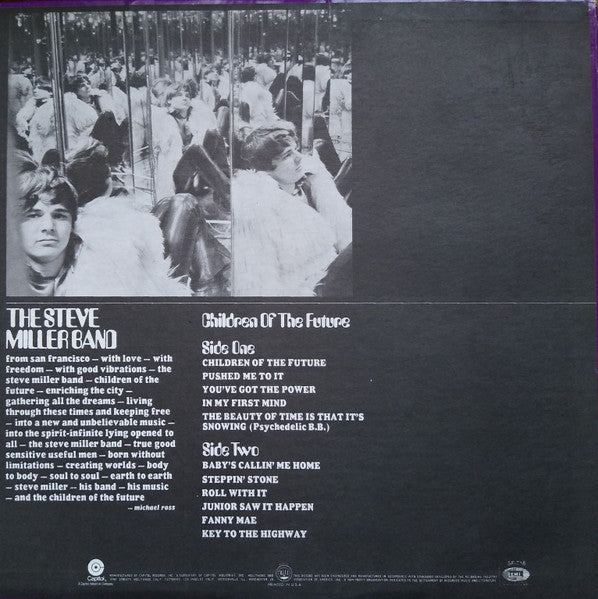 THE STEVE
MILLER BAND
from san francisco — with love — with
freedom — with good vibrations — the
steve miller band — children of the
future — enriching the city —
gathering all the dreams — living
through these times and keeping free
— into a new and unbelievable music —
into the spirit-infinite lying opened to
all — the steve miller band — true good
sensitive useful men — born without
limitations — creating worlds — body
to body — soul to soul — earth to earth
— steve miller — his band — his music
— and the children of the future
— michael ross
Children Of The Future
Side One
CHILDREN OF THE FUTURE
PUSHED ME TO IT
YOU'VE GOT THE POWER
IN MY FIRST MIND
THE BEAUTY OF TIME IS THAT IT'S
SNOWING (Psychedelic B.B.)
Side Two
BABY'S CALLIN' ME HOME
STEPPIN' STONE
ROLL WITH IT
JUNIOR SAW IT HAPPEN
FANNY MAE
KEY TO THE HIGHWAY
Capitol
PRINTED IN U.S.A.